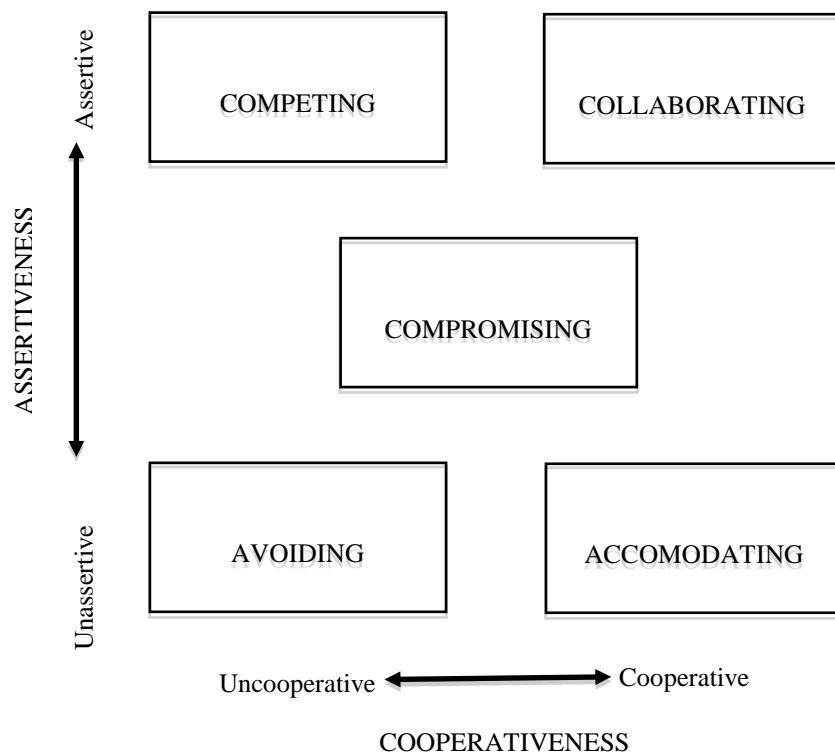 Assertive
COMPETING
COLLABORATING
ASSERTIVENESS
COMPROMISING
Unassertive
AVOIDING
ACCOMODATING
Uncooperative
Cooperative
COOPERATIVENESS